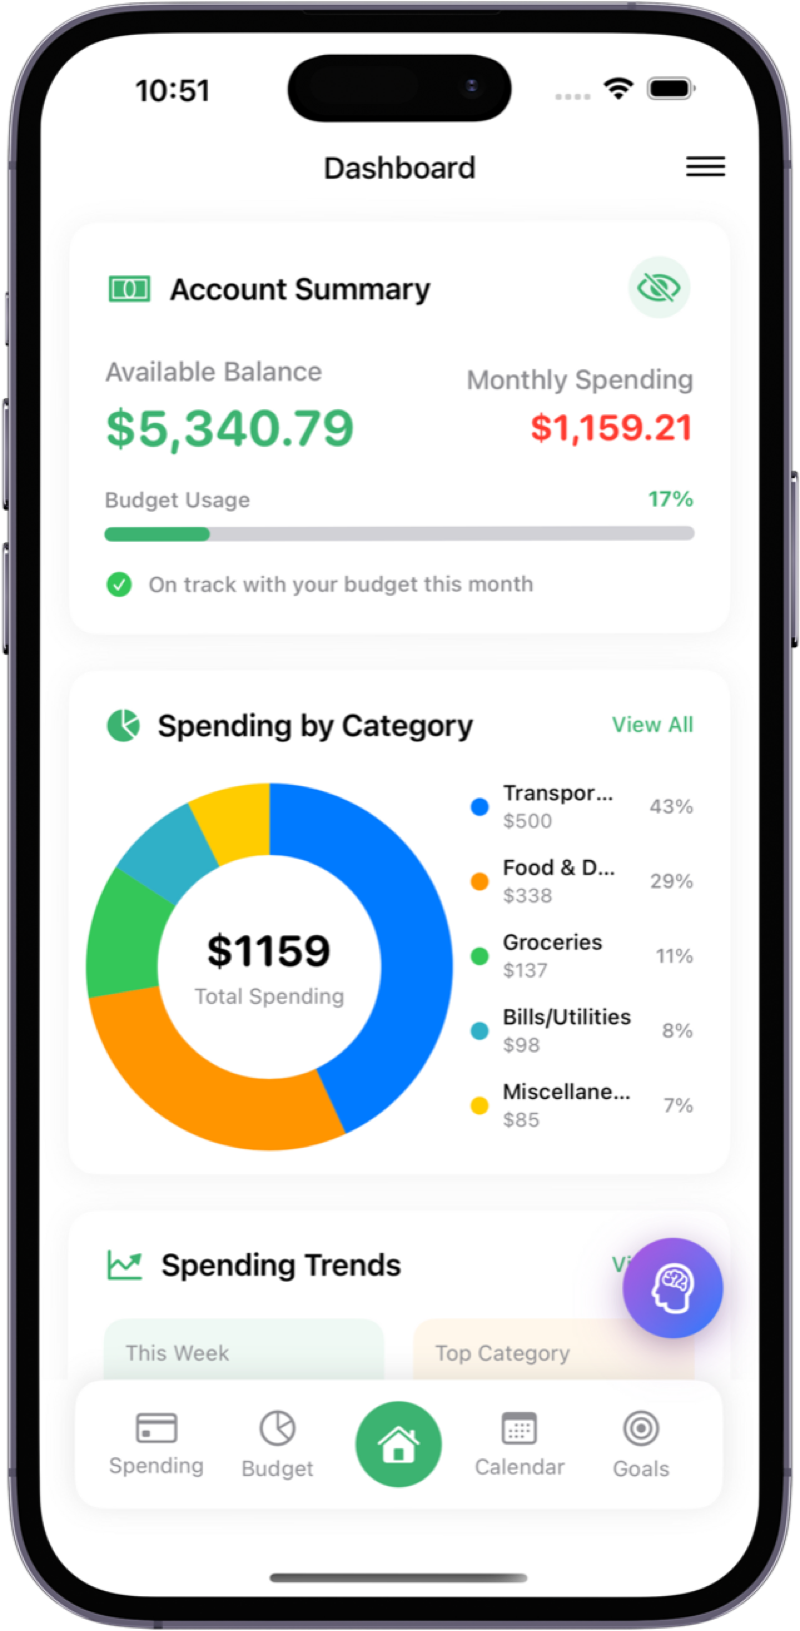 10:51
Dashboard
Account Summary
Available Balance
Monthly Spending
$5,340.79
$1,159.21
Budget Usage
17%
On track with your budget this month
Spending by Category
View All
Transpor...
$500
43%
Food & D...
$338
29%
Groceries
$137
11%
Bills/Utilities
$98
8%
Miscellane...
$85
7%
$1159
Total Spending
Spending Trends
This Week
Top Category
Spending
Budget
Calendar
Goals